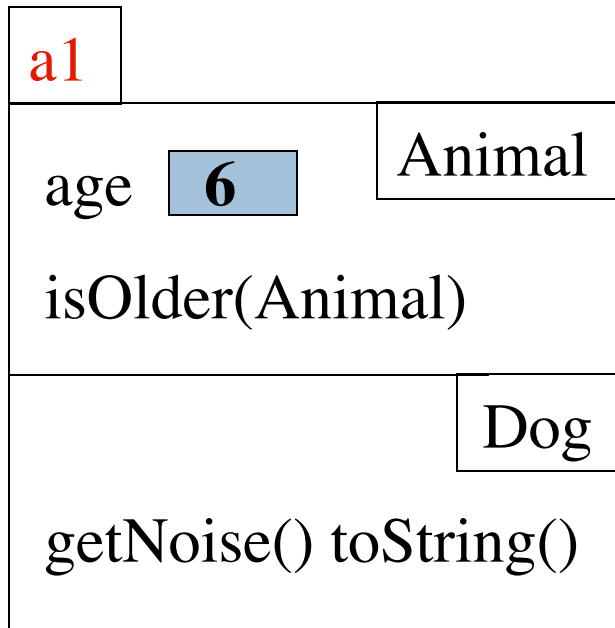 a1
Animal
age 6
isOlder(Animal)
Dog
getNoise() toString()